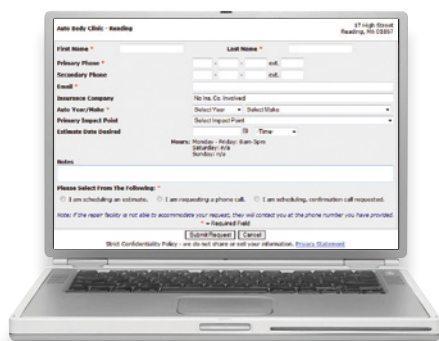 Auto Body Clinic - Reading
17 High Street
Reading, MA 01867
First Name * Last Name *
Primary Phone * - - ext.
Secondary Phone - - ext.
Email *
Insurance Company No Ins. Co. Involved
Auto Year/Make * Select Year Select Make
Primary Impact Point Select Impact Point
Estimate Date Desired -Time-
Hours: Monday - Friday: 8am-5pm
Saturday: n/a
Sunday: n/a
Notes
Please Select From The Following: *
I am scheduling an estimate. I am requesting a phone call. I am scheduling, confirmation call requested.
Note: if the repair facility is not able to accommodate your request, they will contact you at the phone number you have provided.
* = Required Field
Submit Request Cancel
Strict Confidentiality Policy - we do not share or sell your information. Privacy Statement